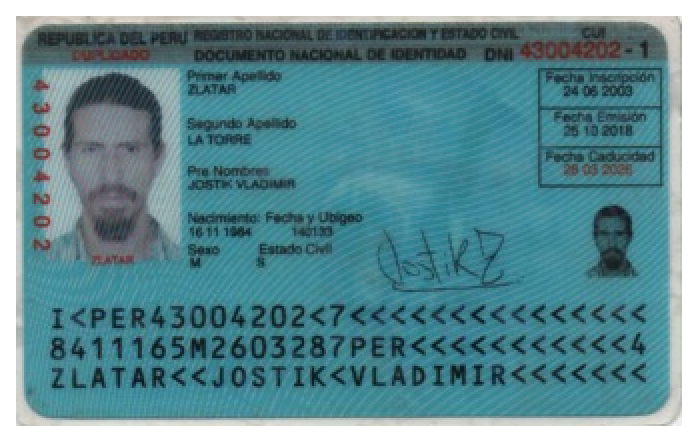 REPUBLICA DEL PERU REGISTRO NACIONAL DE IDENTIFICACION Y ESTADO CIVIL CUI
DUPLICADO DOCUMENTO NACIONAL DE IDENTIDAD DNI 43004202 - 1
43004202
Primer Apellido
ZLATAR
Segundo Apellido
LA TORRE
Pre Nombres
JOSTIK VLADIMIR
Nacimiento: Fecha y Ubigeo
16 11 1984 140133
Sexo Estado Civil
M S
Fecha Inscripción
24 06 2003
Fecha Emisión
25 10 2018
Fecha Caducidad
28 03 2026
ZLATAR
Jostik Z
I<PER43004202<7<<<<<<<<<<<<<<<
8411165M2603287PER<<<<<<<<<<<4
ZLATAR<<JOSTIK<VLADIMIR<<<<<<<